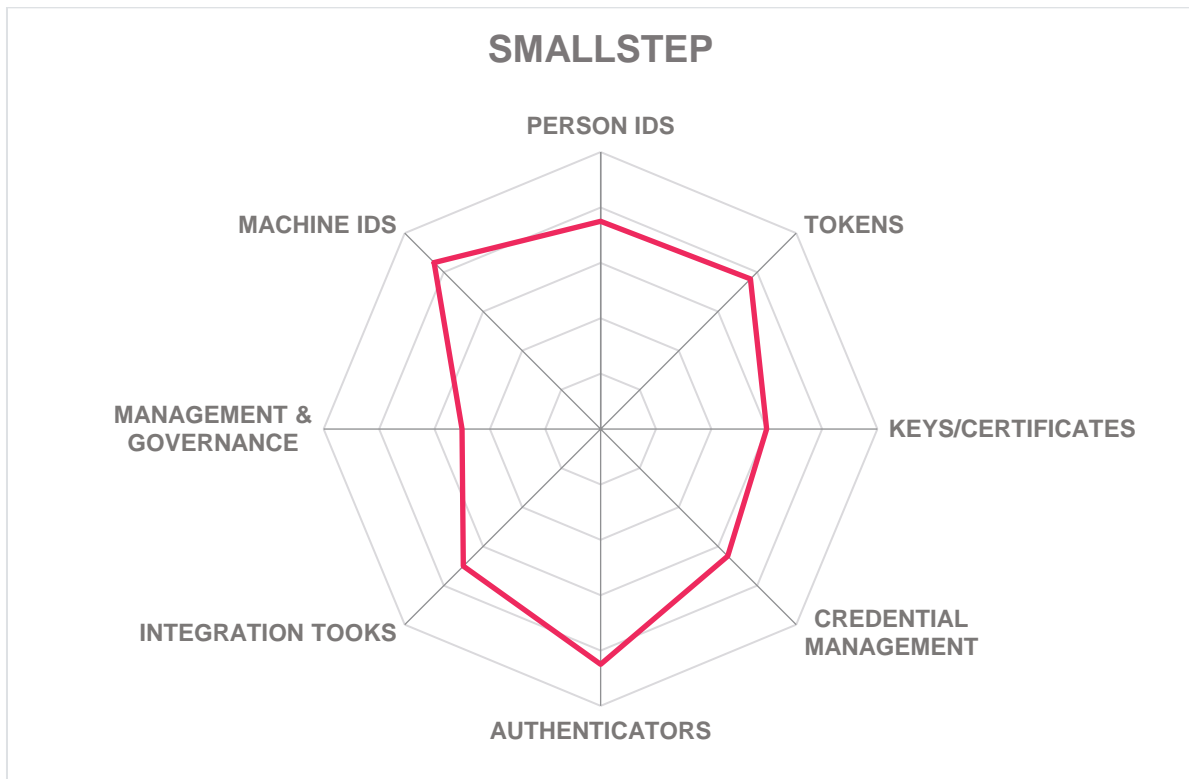 SMALLSTEP
PERSON IDS
MACHINE IDS
TOKENS
MANAGEMENT &
GOVERNANCE
KEYS/CERTIFICATES
INTEGRATION TOOKS
CREDENTIAL
MANAGEMENT
AUTHENTICATORS